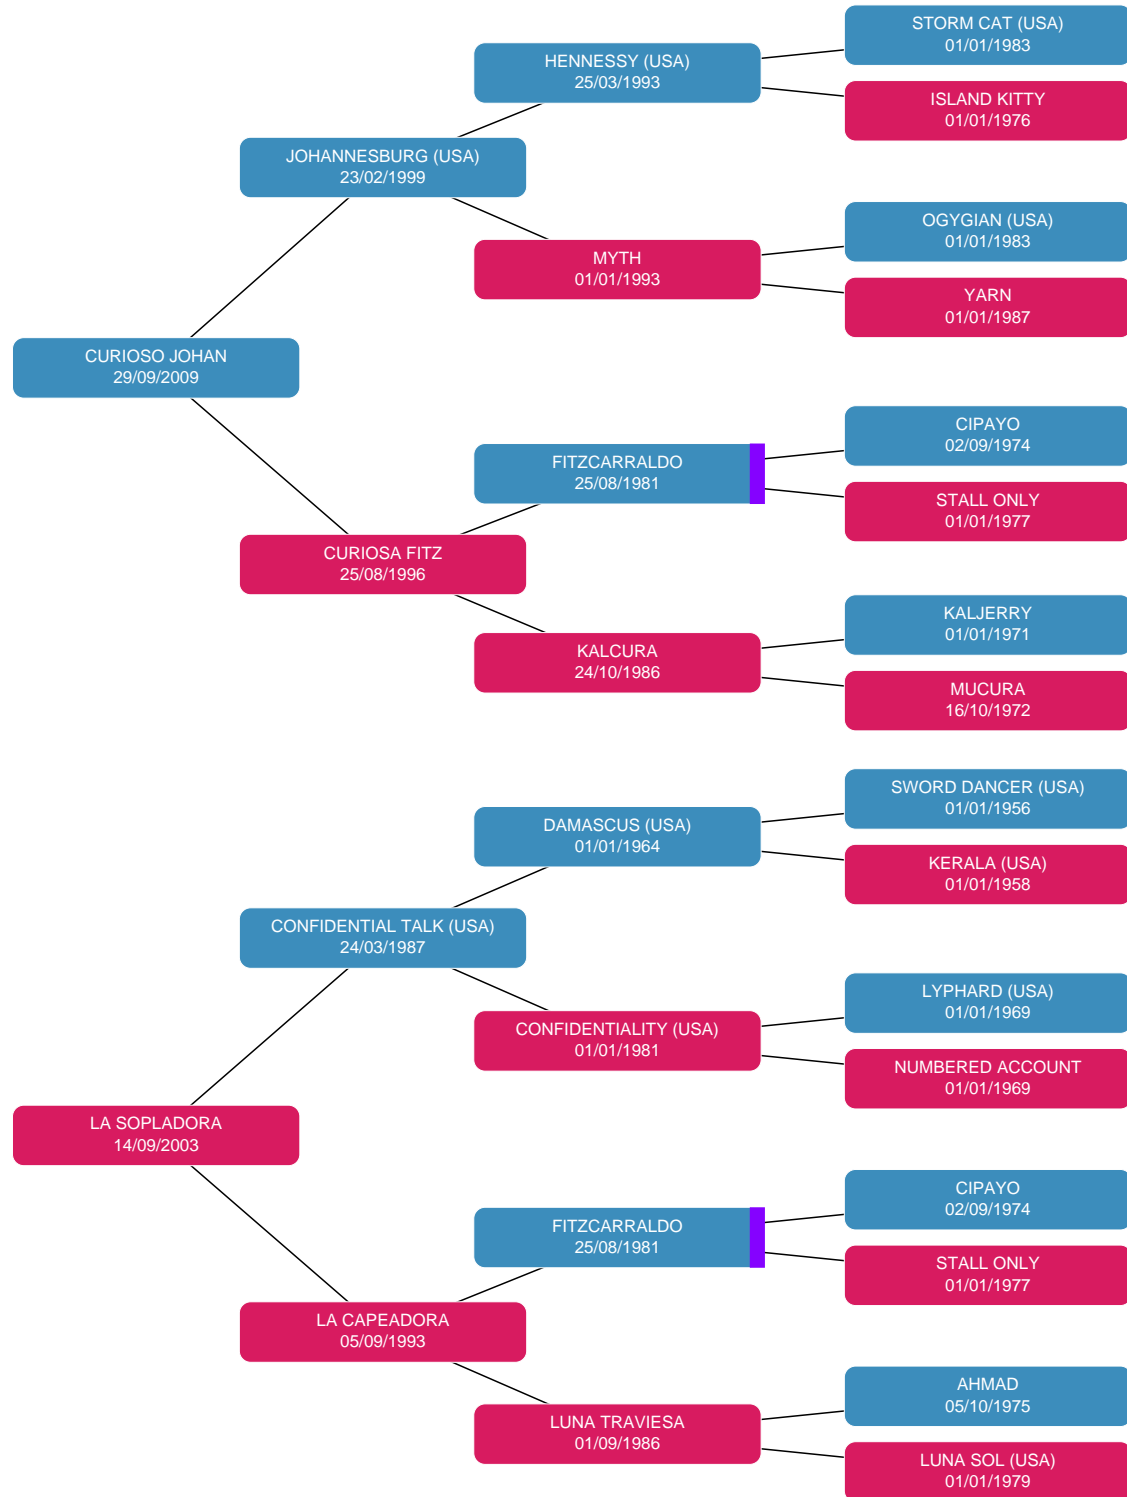 STORM CAT (USA)
01/01/1983
HENNESSY (USA)
25/03/1993
ISLAND KITTY
01/01/1976
JOHANNESBURG (USA)
23/02/1999
OGYGIAN (USA)
01/01/1983
MYTH
01/01/1993
YARN
01/01/1987
CURIOSO JOHAN
29/09/2009
CIPAYO
02/09/1974
FITZCARRALDO
25/08/1981
STALL ONLY
01/01/1977
CURIOSA FITZ
25/08/1996
KALJERRY
01/01/1971
KALCURA
24/10/1986
MUCURA
16/10/1972
SWORD DANCER (USA)
01/01/1956
DAMASCUS (USA)
01/01/1964
KERALA (USA)
01/01/1958
CONFIDENTIAL TALK (USA)
24/03/1987
LYPHARD (USA)
01/01/1969
CONFIDENTIALITY (USA)
01/01/1981
NUMBERED ACCOUNT
01/01/1969
LA SOPLADORA
14/09/2003
CIPAYO
02/09/1974
FITZCARRALDO
25/08/1981
STALL ONLY
01/01/1977
LA CAPEADORA
05/09/1993
AHMAD
05/10/1975
LUNA TRAVIESA
01/09/1986
LUNA SOL (USA)
01/01/1979